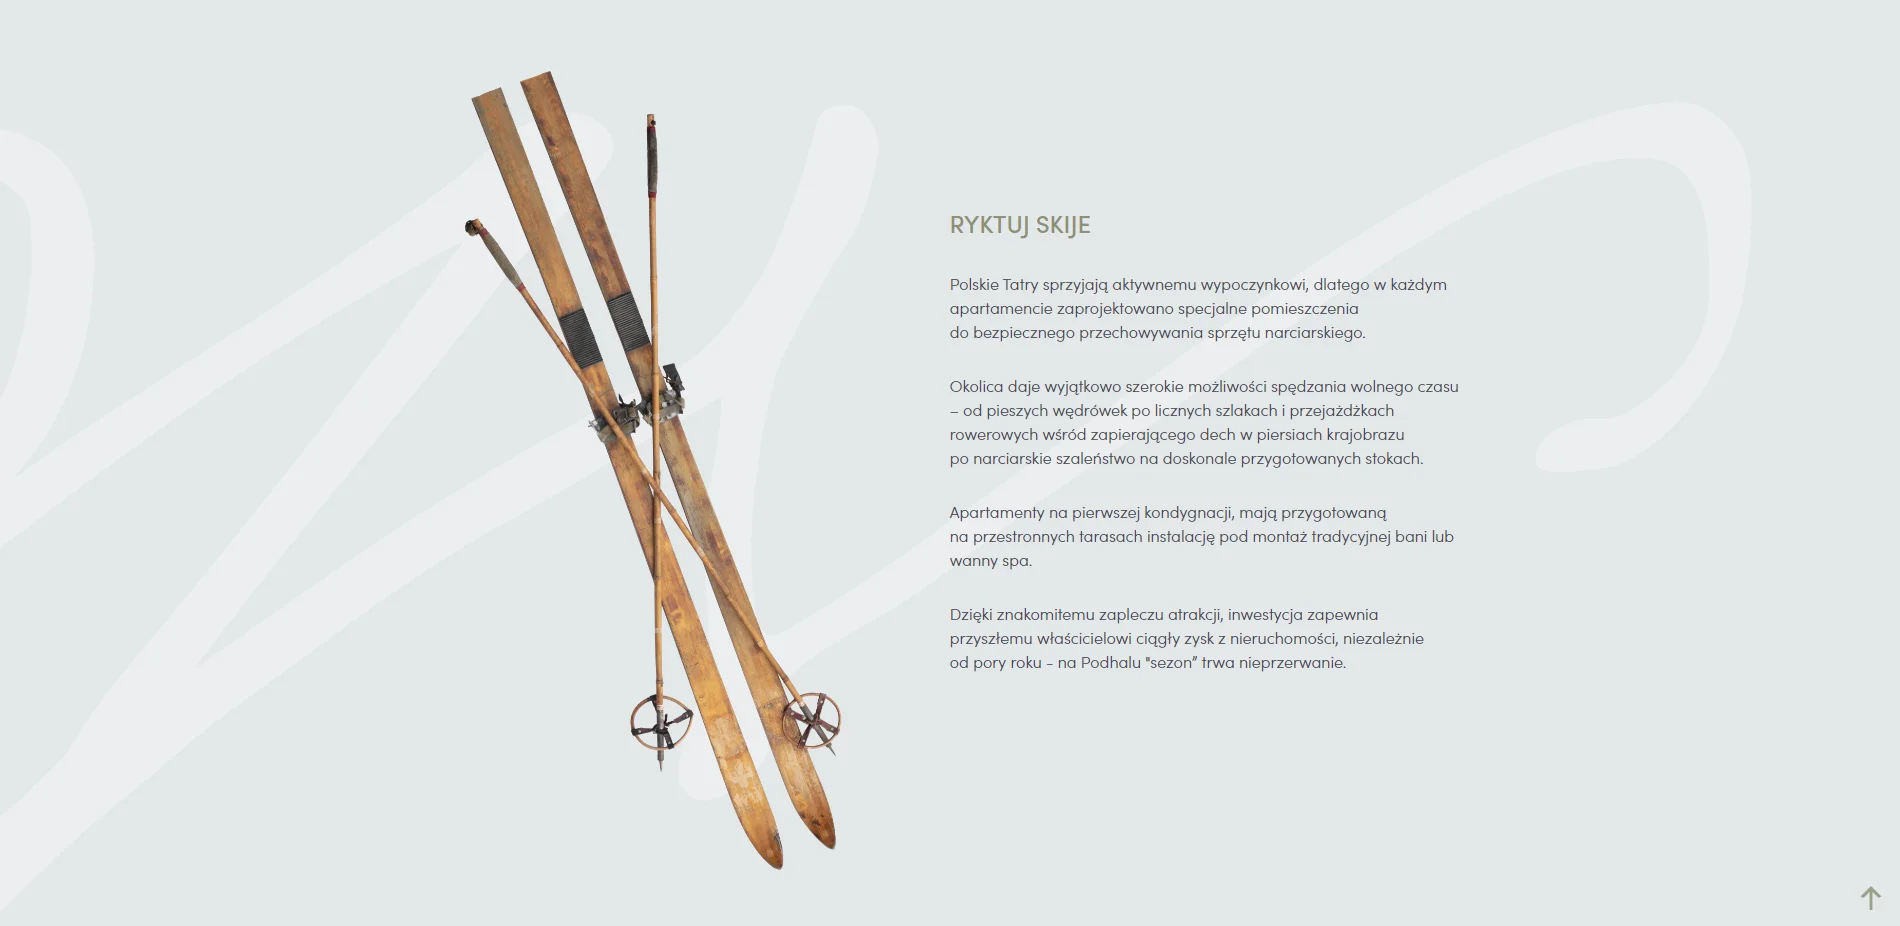 RYKTUJ SKIJE
Polskie Tatry sprzyjają aktywnemu wypoczynkowi, dlatego w każdym
apartamencie zaprojektowano specjalne pomieszczenia
do bezpiecznego przechowywania sprzętu narciarskiego.
Okolica daje wyjątkowo szerokie możliwości spędzania wolnego czasu
– od pieszych wędrówek po licznych szlakach i przejażdżkach
rowerowych wśród zapierającego dech w piersiach krajobrazu
po narciarskie szaleństwo na doskonale przygotowanych stokach.
Apartamenty na pierwszej kondygnacji, mają przygotowaną
na przestronnych tarasach instalację pod montaż tradycyjnej bani lub
wanny spa.
Dzięki znakomitemu zapleczu atrakcji, inwestycja zapewnia
przyszłemu właścicielowi ciągły zysk z nieruchomości, niezależnie
od pory roku - na Podhalu "sezon” trwa nieprzerwanie.